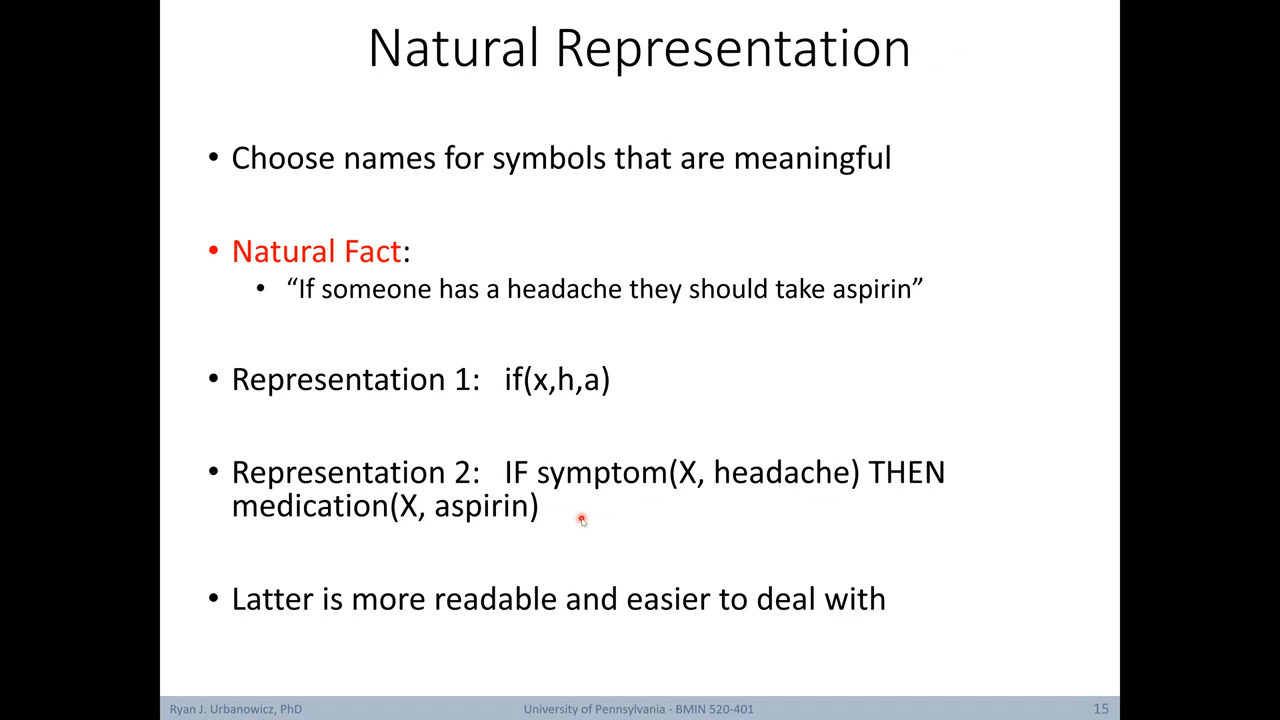 Natural Representation
• Choose names for symbols that are meaningful
• Natural Fact:
• “If someone has a headache they should take aspirin”
• Representation 1: if(x,h,a)
• Representation 2: IF symptom(X, headache) THEN
medication(X, aspirin)
• Latter is more readable and easier to deal with
Ryan J. Urbanowicz, PhD
University of Pennsylvania - BMIN 520-401
15